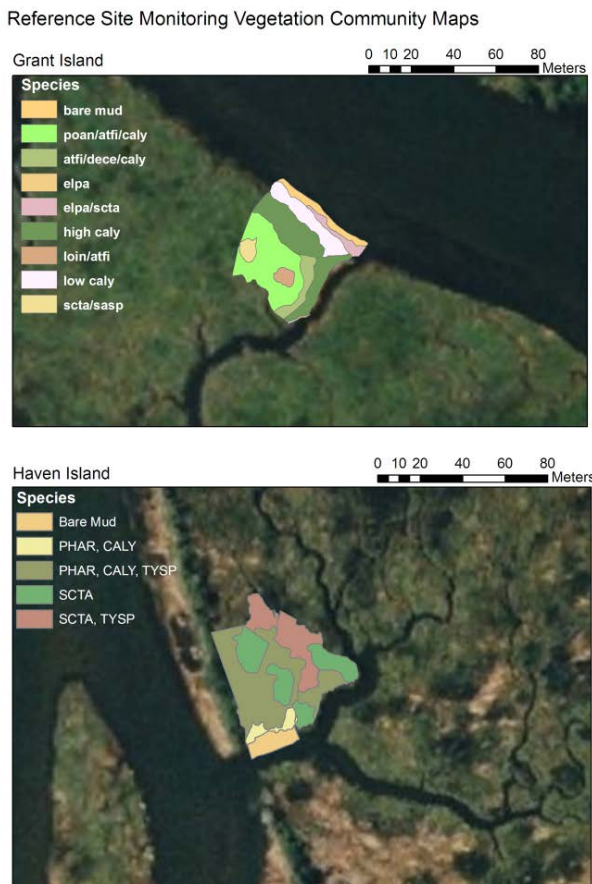 Reference Site Monitoring Vegetation Community Maps
Grant Island
0 10 20 40 60 80
Meters
Species
bare mud
poan/atfi/caly
atfi/dece/caly
elpa
elpa/scta
high caly
loin/atfi
low caly
scta/sasp
Haven Island
0 10 20 40 60 80
Meters
Species
Bare Mud
PHAR, CALY
PHAR, CALY, TYSP
SCTA
SCTA, TYSP